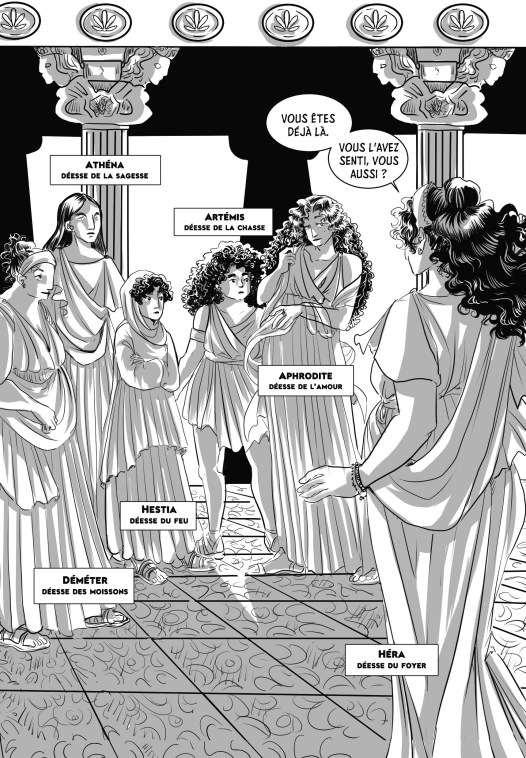 VOUS ÊTES
DÉJÀ LÀ.
VOUS L'AVEZ
SENTI, VOUS
AUSSI ?
ATHÉNA
DÉESSE DE LA SAGESSE
ARTÉMIS
DÉESSE DE LA CHASSE
APHRODITE
DÉESSE DE L'AMOUR
HESTIA
DÉESSE DU FEU
DÉMÉTER
DÉESSE DES MOISSONS
HÉRA
DÉESSE DU FOYER